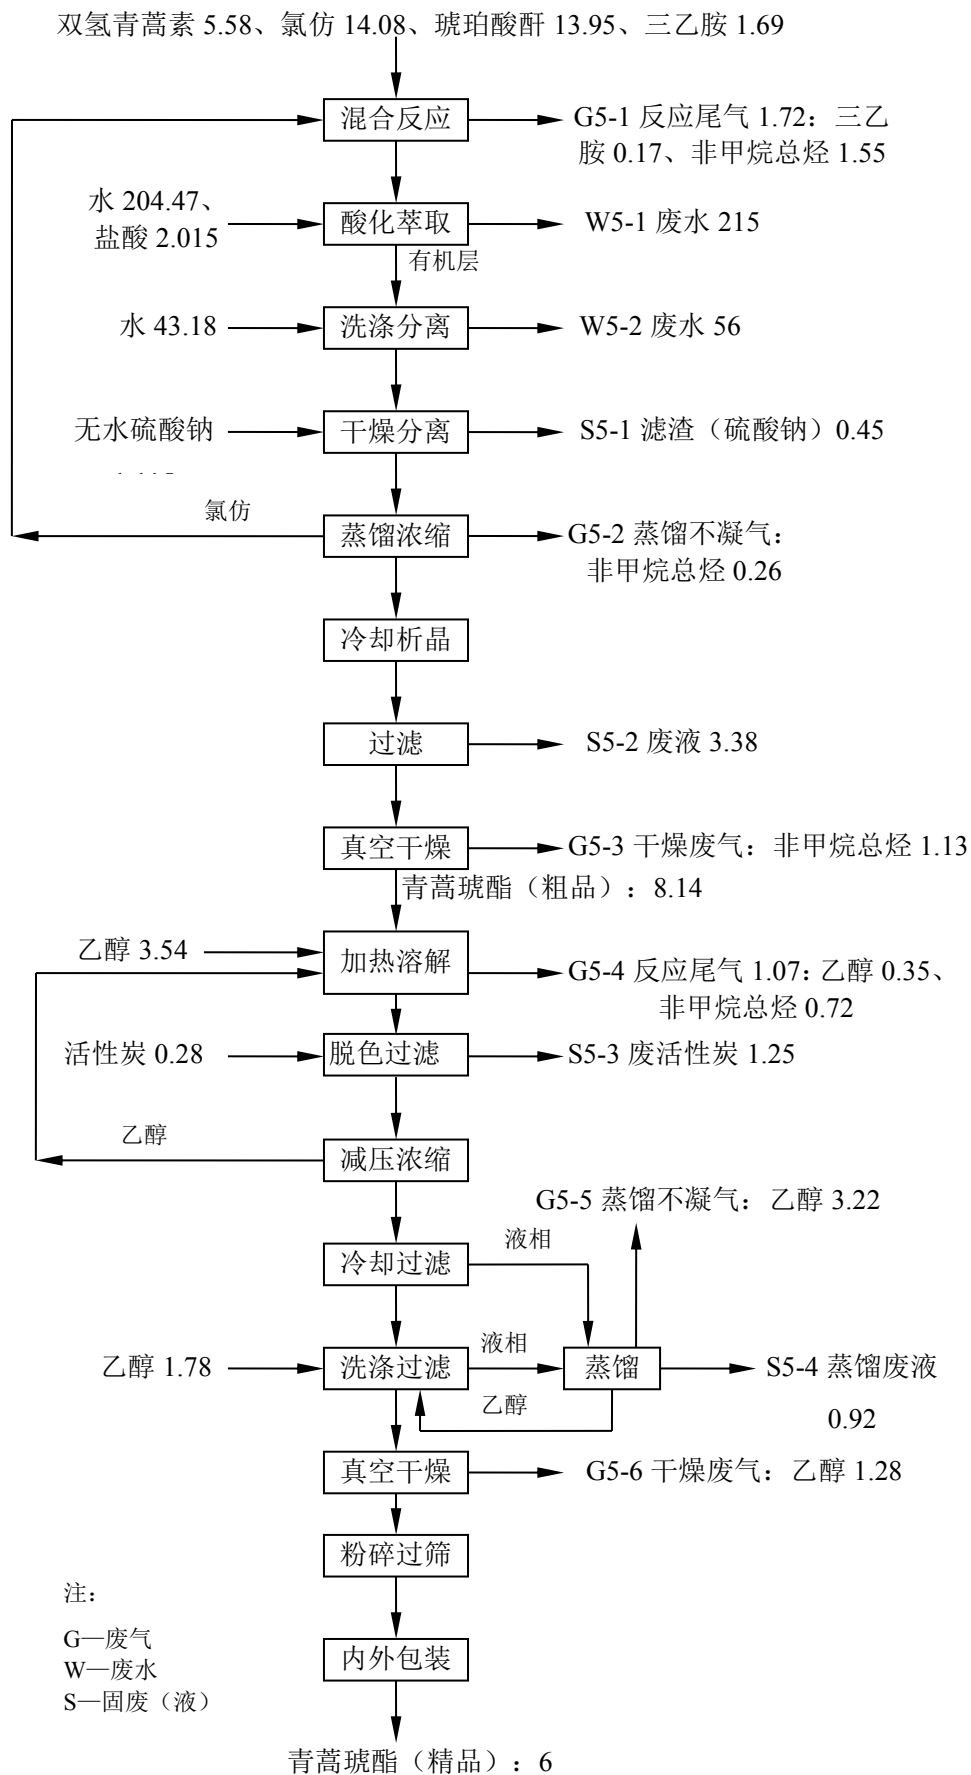 双氢青蒿素 5.58、氯仿 14.08、琥珀酸酐 13.95、三乙胺 1.69
混合反应
G5-1 反应尾气 1.72：三乙
胺 0.17、非甲烷总烃 1.55
水 204.47、
盐酸 2.015
酸化萃取
W5-1 废水 215
有机层
水 43.18
洗涤分离
W5-2 废水 56
无水硫酸钠
干燥分离
S5-1 滤渣（硫酸钠）0.45
氯仿
蒸馏浓缩
G5-2 蒸馏不凝气：
非甲烷总烃 0.26
冷却析晶
过滤
S5-2 废液 3.38
真空干燥
G5-3 干燥废气：非甲烷总烃 1.13
青蒿琥酯（粗品）：8.14
乙醇 3.54
加热溶解
G5-4 反应尾气 1.07：乙醇 0.35、
非甲烷总烃 0.72
活性炭 0.28
脱色过滤
S5-3 废活性炭 1.25
乙醇
减压浓缩
G5-5 蒸馏不凝气：乙醇 3.22
冷却过滤
液相
乙醇 1.78
洗涤过滤
液相
蒸馏
S5-4 蒸馏废液
0.92
乙醇
真空干燥
G5-6 干燥废气：乙醇 1.28
粉碎过筛
注：
G—废气
W—废水
S—固废（液）
内外包装
青蒿琥酯（精品）：6